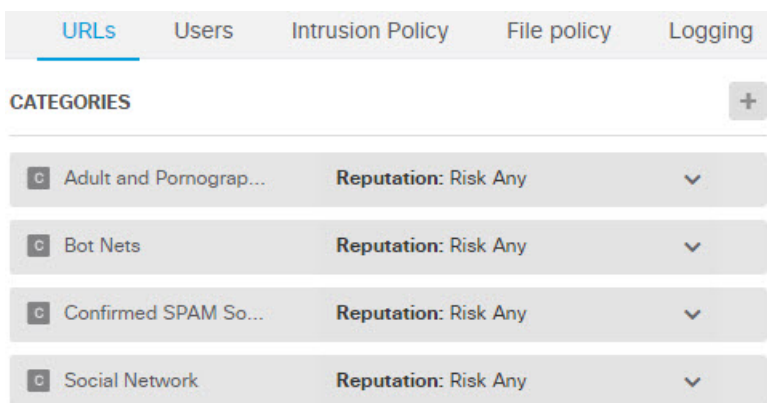 URLs Users Intrusion Policy File policy Logging
CATEGORIES +
C Adult and Pornograp... Reputation: Risk Any
C Bot Nets Reputation: Risk Any
C Confirmed SPAM So... Reputation: Risk Any
C Social Network Reputation: Risk Any